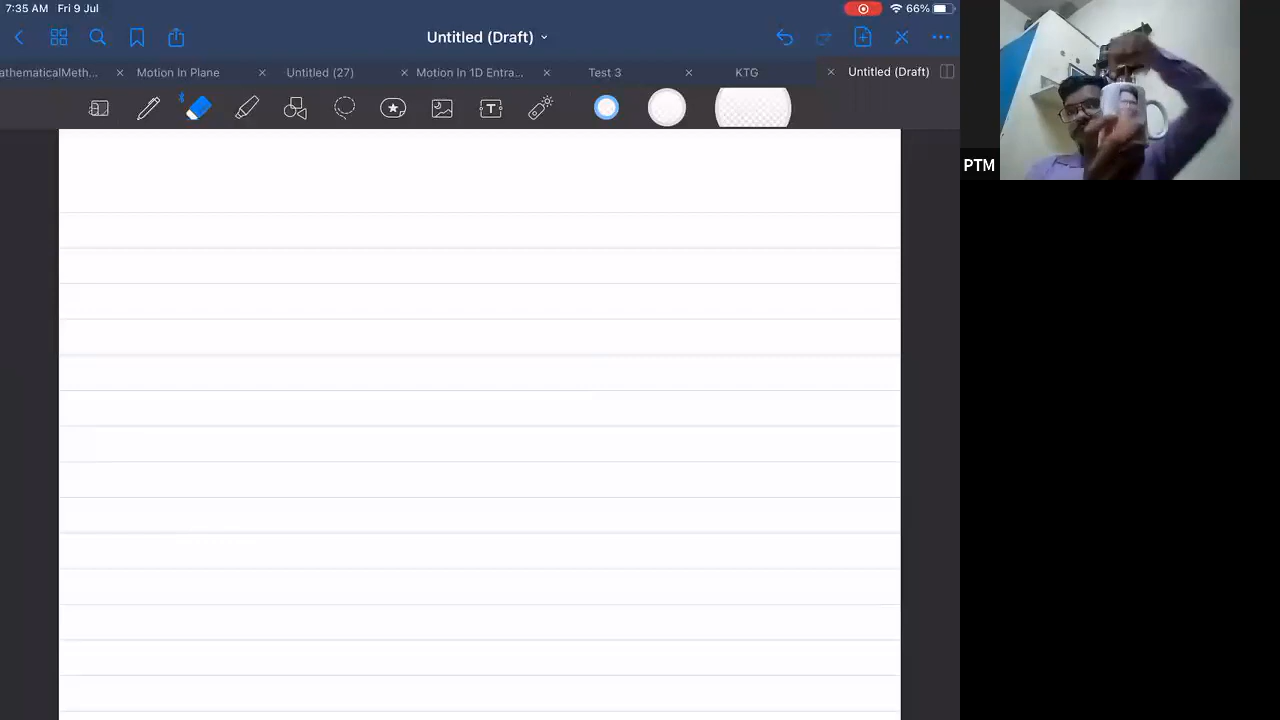 7:35 AM Fri 9 Jul
66%
Untitled (Draft)
athematicalMeth...
Motion In Plane
Untitled (27)
Motion In 1D Entra...
Test 3
KTG
Untitled (Draft)
T
PTM